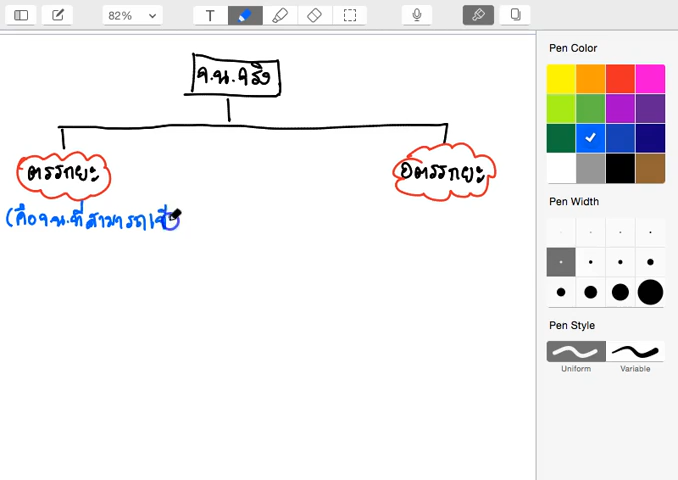 82%
T
Pen Color
จ.น.จริง
ตรรกยะ
อตรรกยะ
(คือจ.น.ที่สามารถ
Pen Width
Pen Style
Uniform
Variable